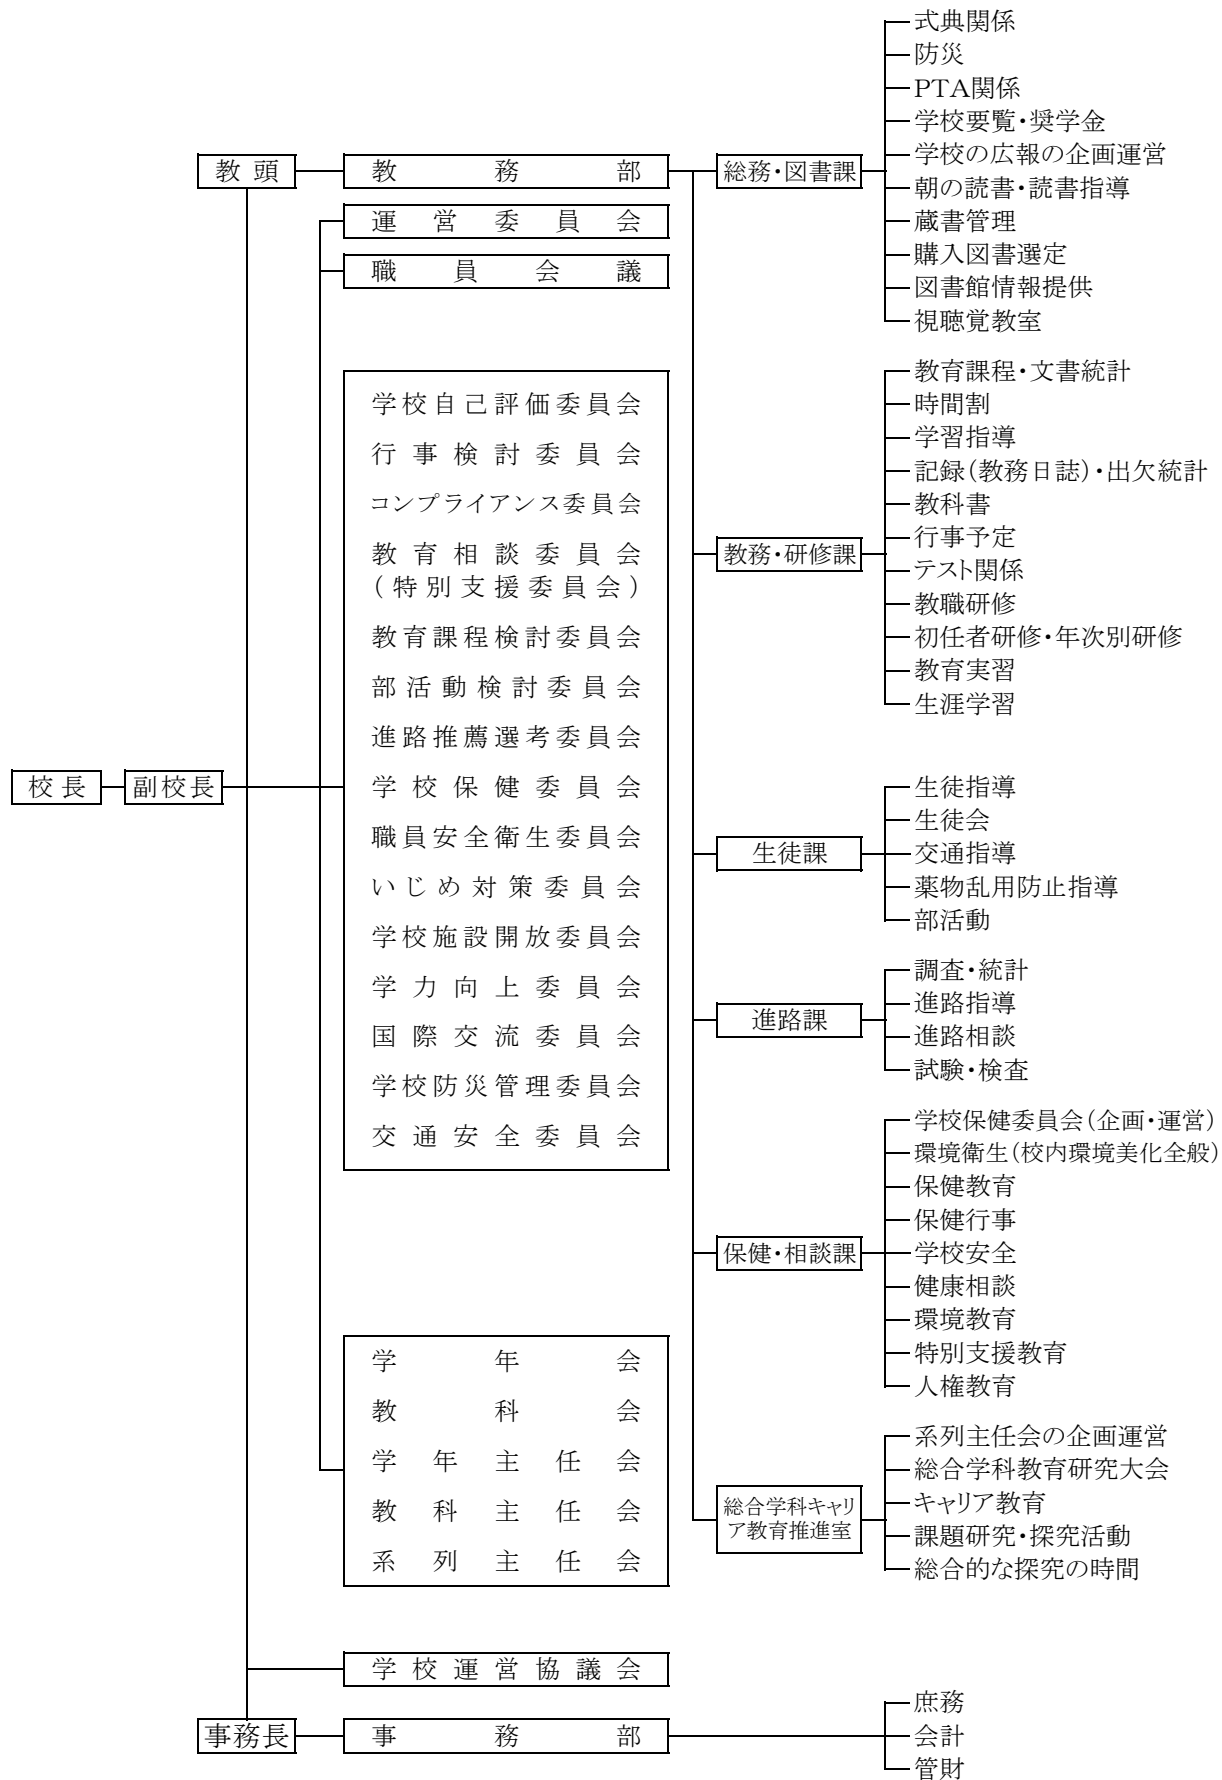 校長
副校長
教頭
教務部
運営委員会
職員会議
学校自己評価委員会
行事検討委員会
コンプライアンス委員会
教育相談委員会
(特別支援委員会)
教育課程検討委員会
部活動検討委員会
進路推薦選考委員会
学校保健委員会
職員安全衛生委員会
いじめ対策委員会
学校施設開放委員会
学力向上委員会
国際交流委員会
学校防災管理委員会
交通安全委員会
学年会
教科会
学年主任会
教科主任会
系列主任会
学校運営協議会
事務長
事務部
総務・図書課
式典関係
防災
PTA関係
学校要覧・奨学金
学校の広報の企画運営
朝の読書・読書指導
蔵書管理
購入図書選定
図書館情報提供
視聴覚教室
教務・研修課
教育課程・文書統計
時間割
学習指導
記録(教務日誌)・出欠統計
教科書
行事予定
テスト関係
教職研修
初任者研修・年次別研修
教育実習
生涯学習
生徒課
生徒指導
生徒会
交通指導
薬物乱用防止指導
部活動
進路課
調査・統計
進路指導
進路相談
試験・検査
保健・相談課
学校保健委員会(企画・運営)
環境衛生(校内環境美化全般)
保健教育
保健行事
学校安全
健康相談
環境教育
特別支援教育
人権教育
総合学科キャリ
ア教育推進室
系列主任会の企画運営
総合学科教育研究大会
キャリア教育
課題研究・探究活動
総合的な探究の時間
庶務
会計
管財